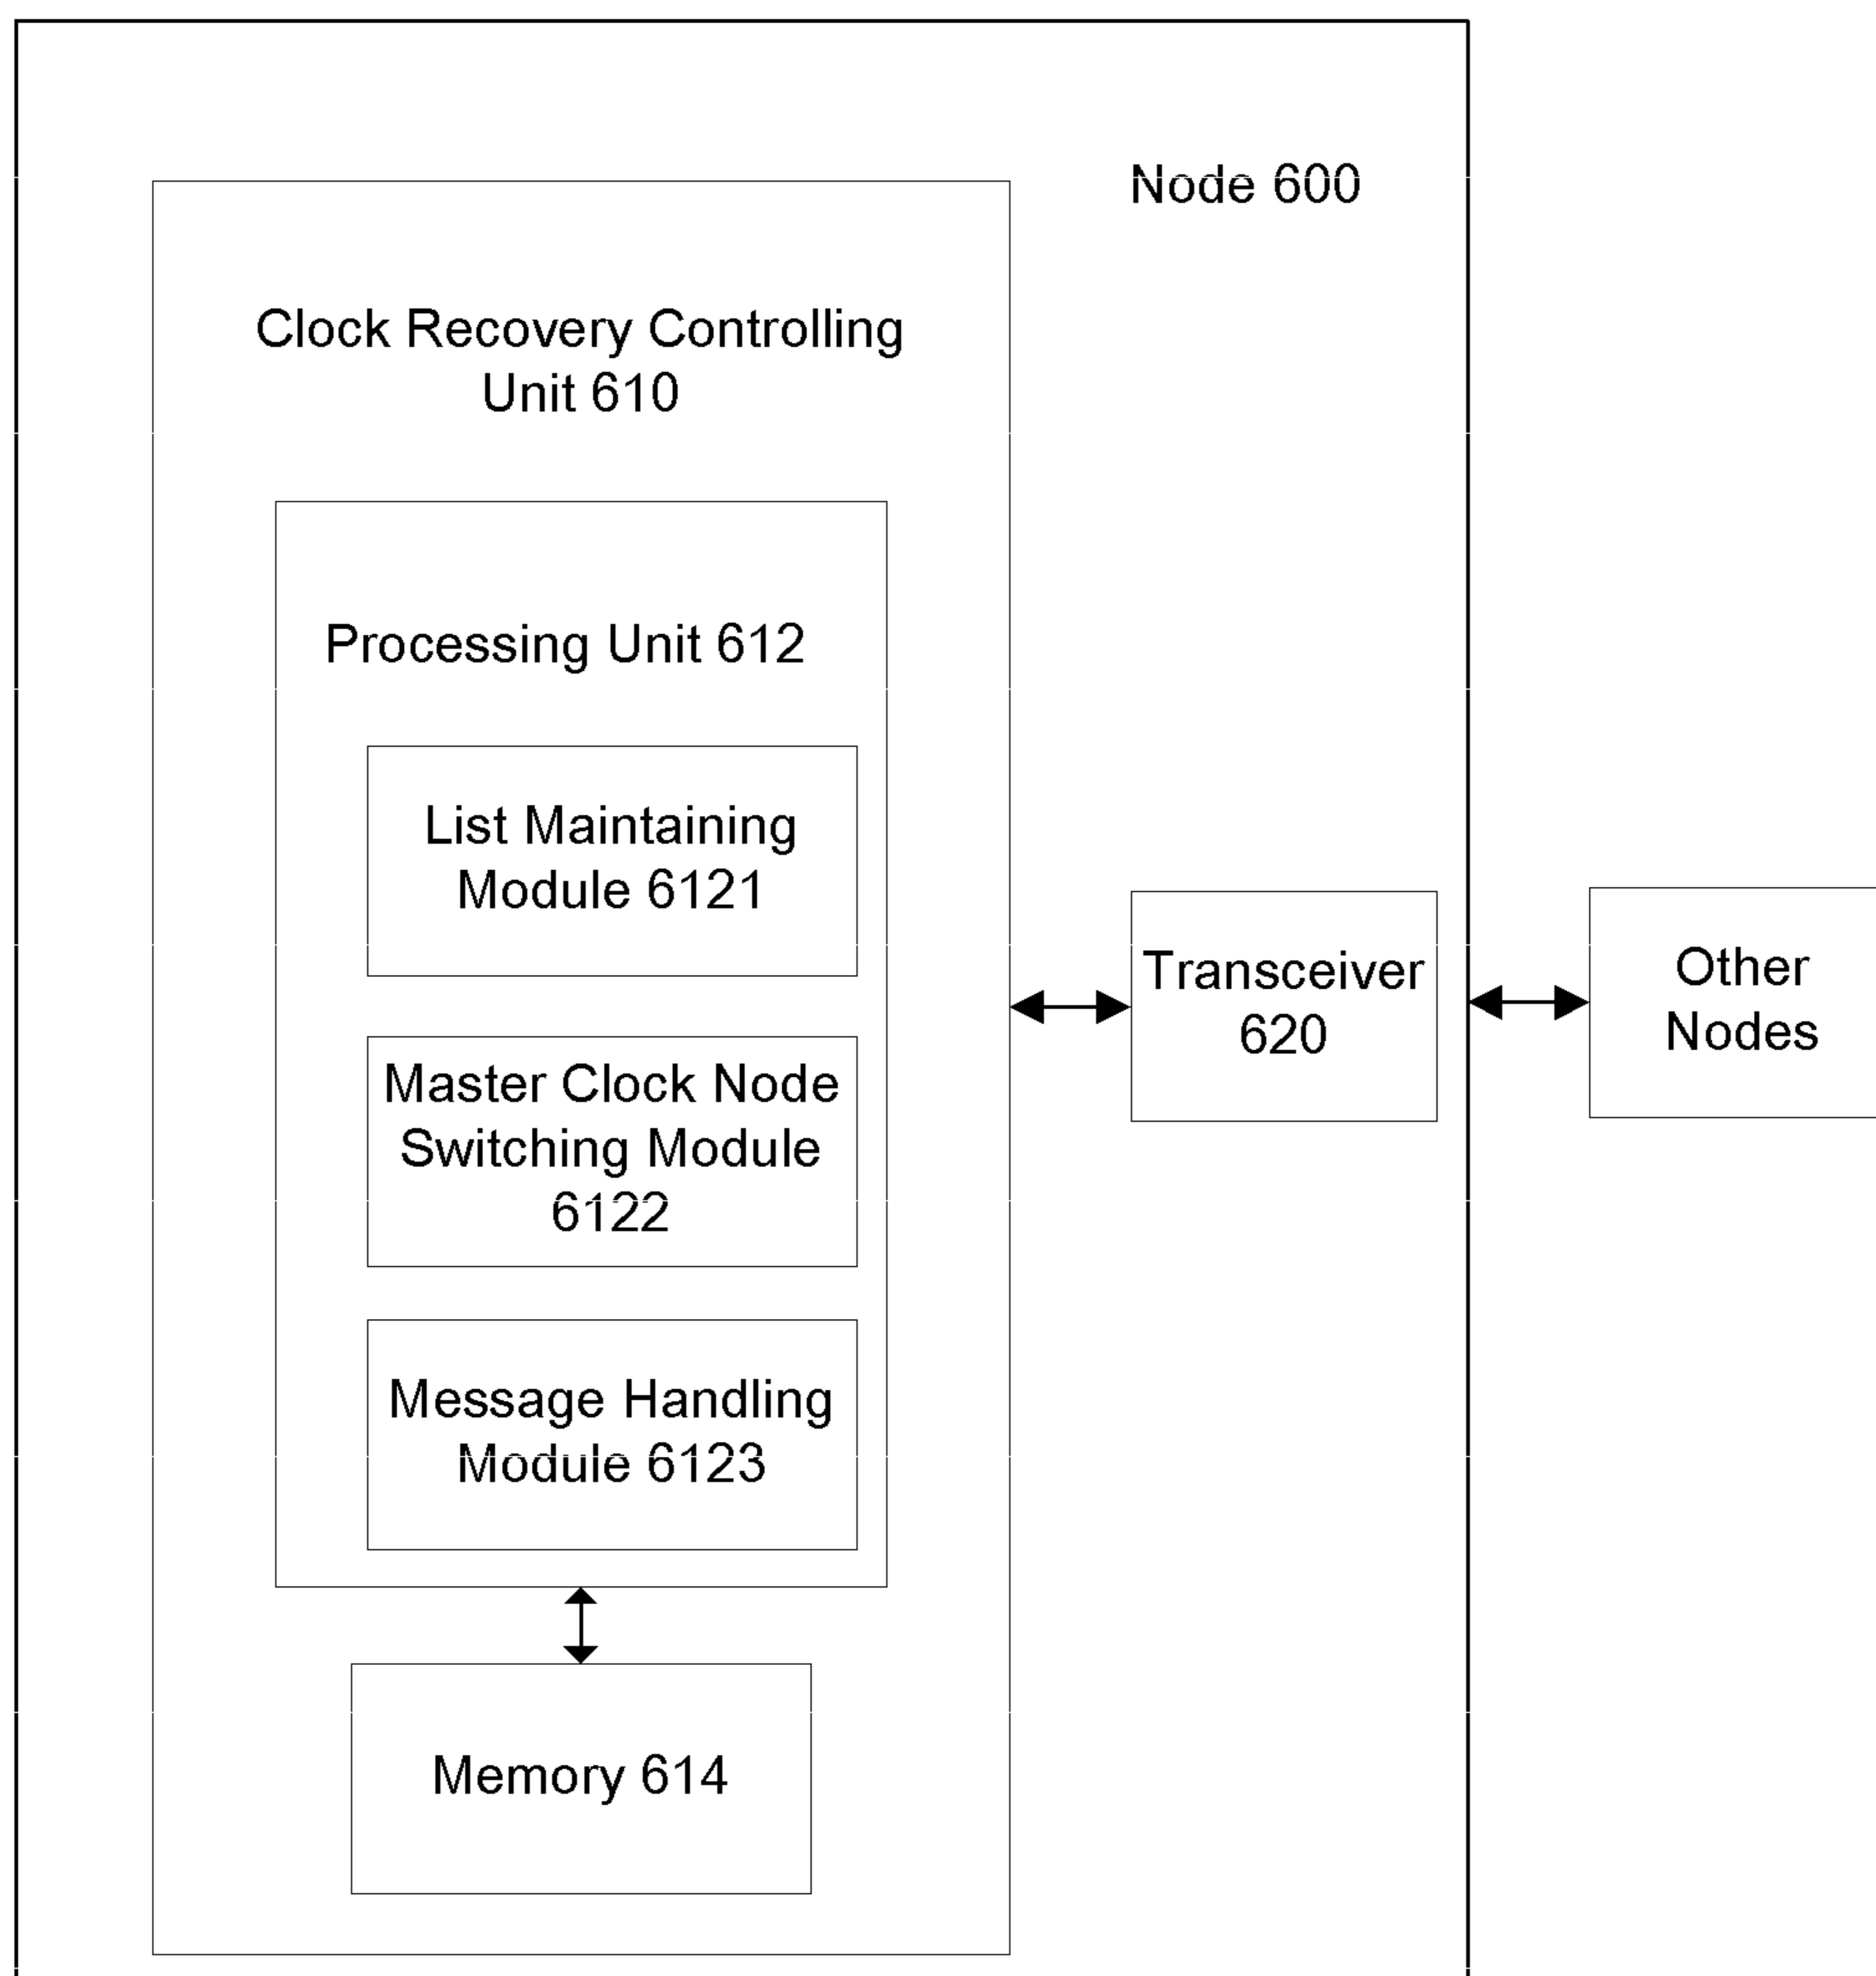 Node 600
Clock Recovery Controlling
Unit 610
Processing Unit 612
List Maintaining
Module 6121
Master Clock Node
Switching Module
6122
Message Handling
Module 6123
Memory 614
Transceiver
620
Other
Nodes